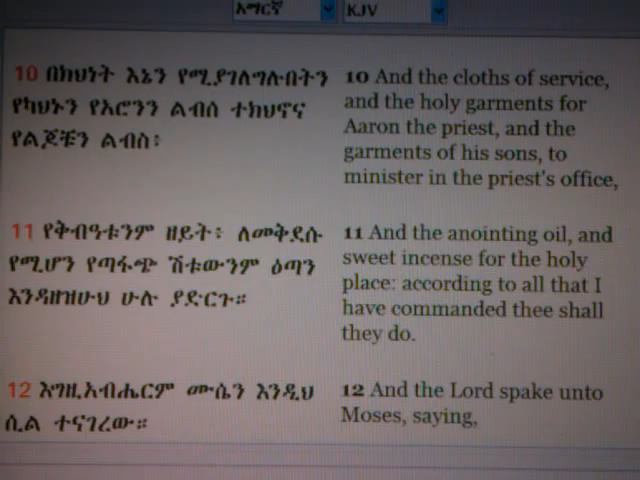 አማርኛ
KJV
10 በክህነት እኔን የሚያገለግሉበትን
የካህኑን የአሮንን ልብሰ ተክህኖና
የልጆቹን ልብስ፥
10 And the cloths of service,
and the holy garments for
Aaron the priest, and the
garments of his sons, to
minister in the priest's office,
11 የቅብዓቱንም ዘይት፥ ለመቅደሱ
የሚሆን የጣፋጭ ሽቱውንም ዕጣን
እንዳዘዝሁህ ሁሉ ያድርጉ።
11 And the anointing oil, and
sweet incense for the holy
place: according to all that I
have commanded thee shall
they do.
12 እግዚአብሔርም ሙሴን እንዲህ
ሲል ተናገረው።
12 And the Lord spake unto
Moses, saying,